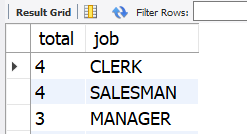 Result Grid Filter Rows:
total job
4 CLERK
4 SALESMAN
3 MANAGER